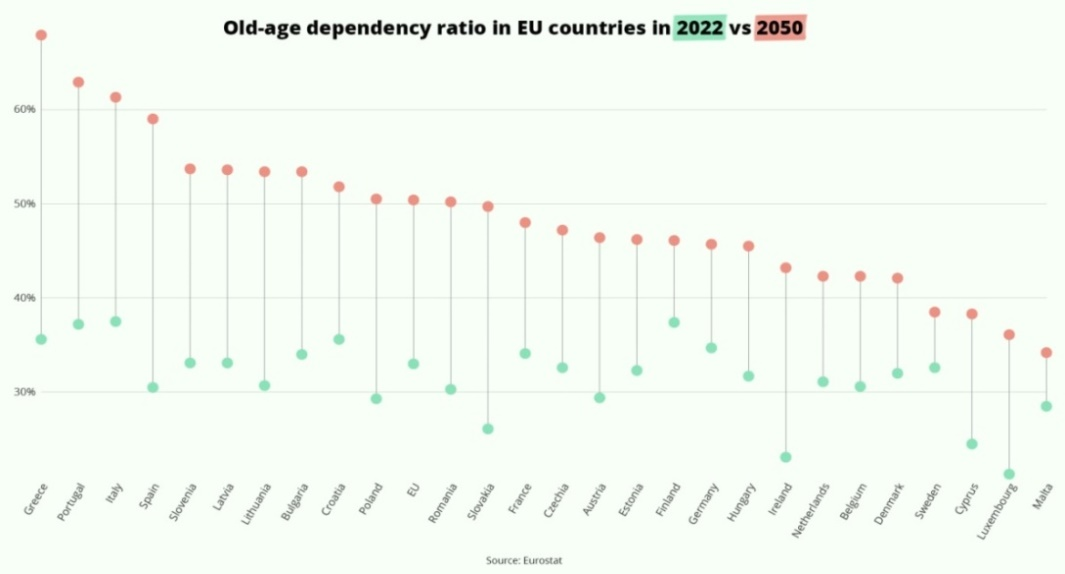 Old-age dependency ratio in EU countries in 2022 vs 2050
60%
50%
40%
30%
Greece
Portugal
Italy
Spain
Slovenia
Latvia
Lithuania
Bulgaria
Croatia
Poland
EU
Romania
Slovakia
France
Czechia
Austria
Estonia
Finland
Germany
Hungary
Ireland
Netherlands
Belgium
Denmark
Sweden
Cyprus
Luxembourg
Malta
Source: Eurostat